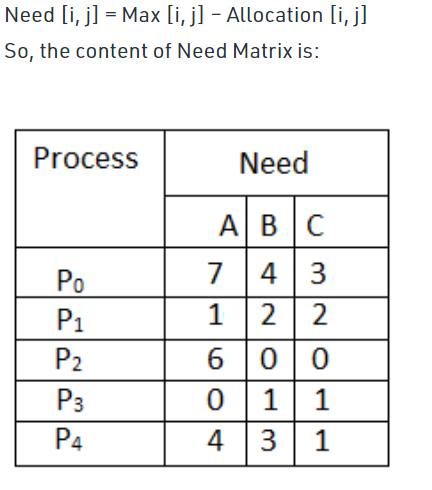 Need [i, j] = Max [i, j] – Allocation [i, j]
So, the content of Need Matrix is:
Process Need
A B C
P0 7 4 3
P1 1 2 2
P2 6 0 0
P3 0 1 1
P4 4 3 1